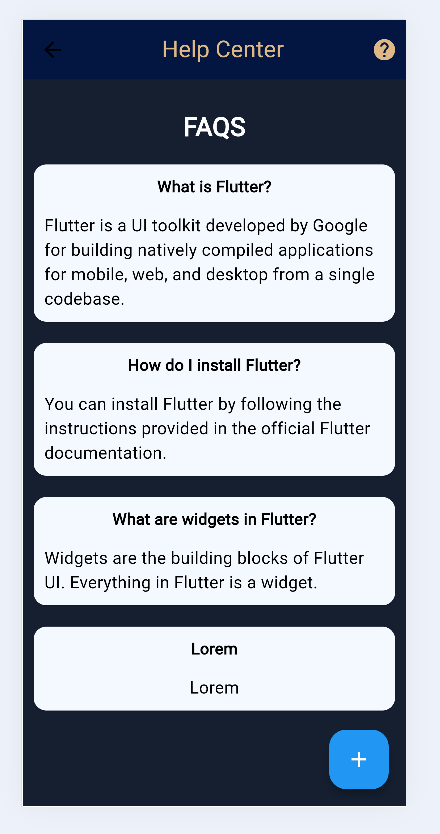 Help Center
?
FAQS
What is Flutter?
Flutter is a UI toolkit developed by Google
for building natively compiled applications
for mobile, web, and desktop from a single
codebase.
How do I install Flutter?
You can install Flutter by following the
instructions provided in the official Flutter
documentation.
What are widgets in Flutter?
Widgets are the building blocks of Flutter
UI. Everything in Flutter is a widget.
Lorem
Lorem
+